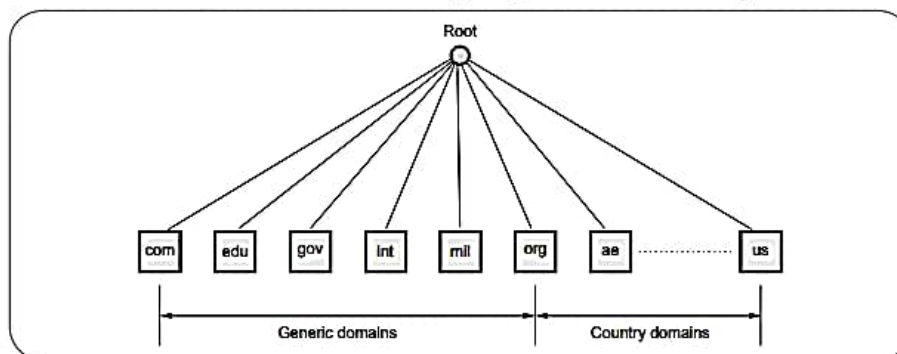 Root
com edu gov int mil org ae us
Generic domains Country domains